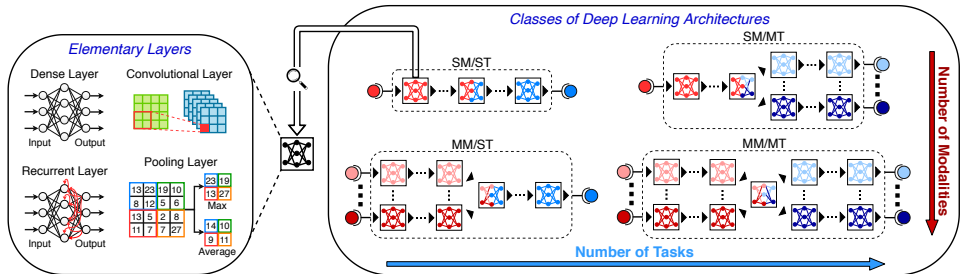 Elementary Layers
Dense Layer
Convolutional Layer
Input
Output
Recurrent Layer
Pooling Layer
Input
Output
13 23 19 10
8 12 5 6
13 5 2 8
11 7 7 27
23 19
13 27
Max
14 10
9 11
Average
Classes of Deep Learning Architectures
SM/ST
SM/MT
MM/ST
MM/MT
Number of Tasks
Number of Modalities